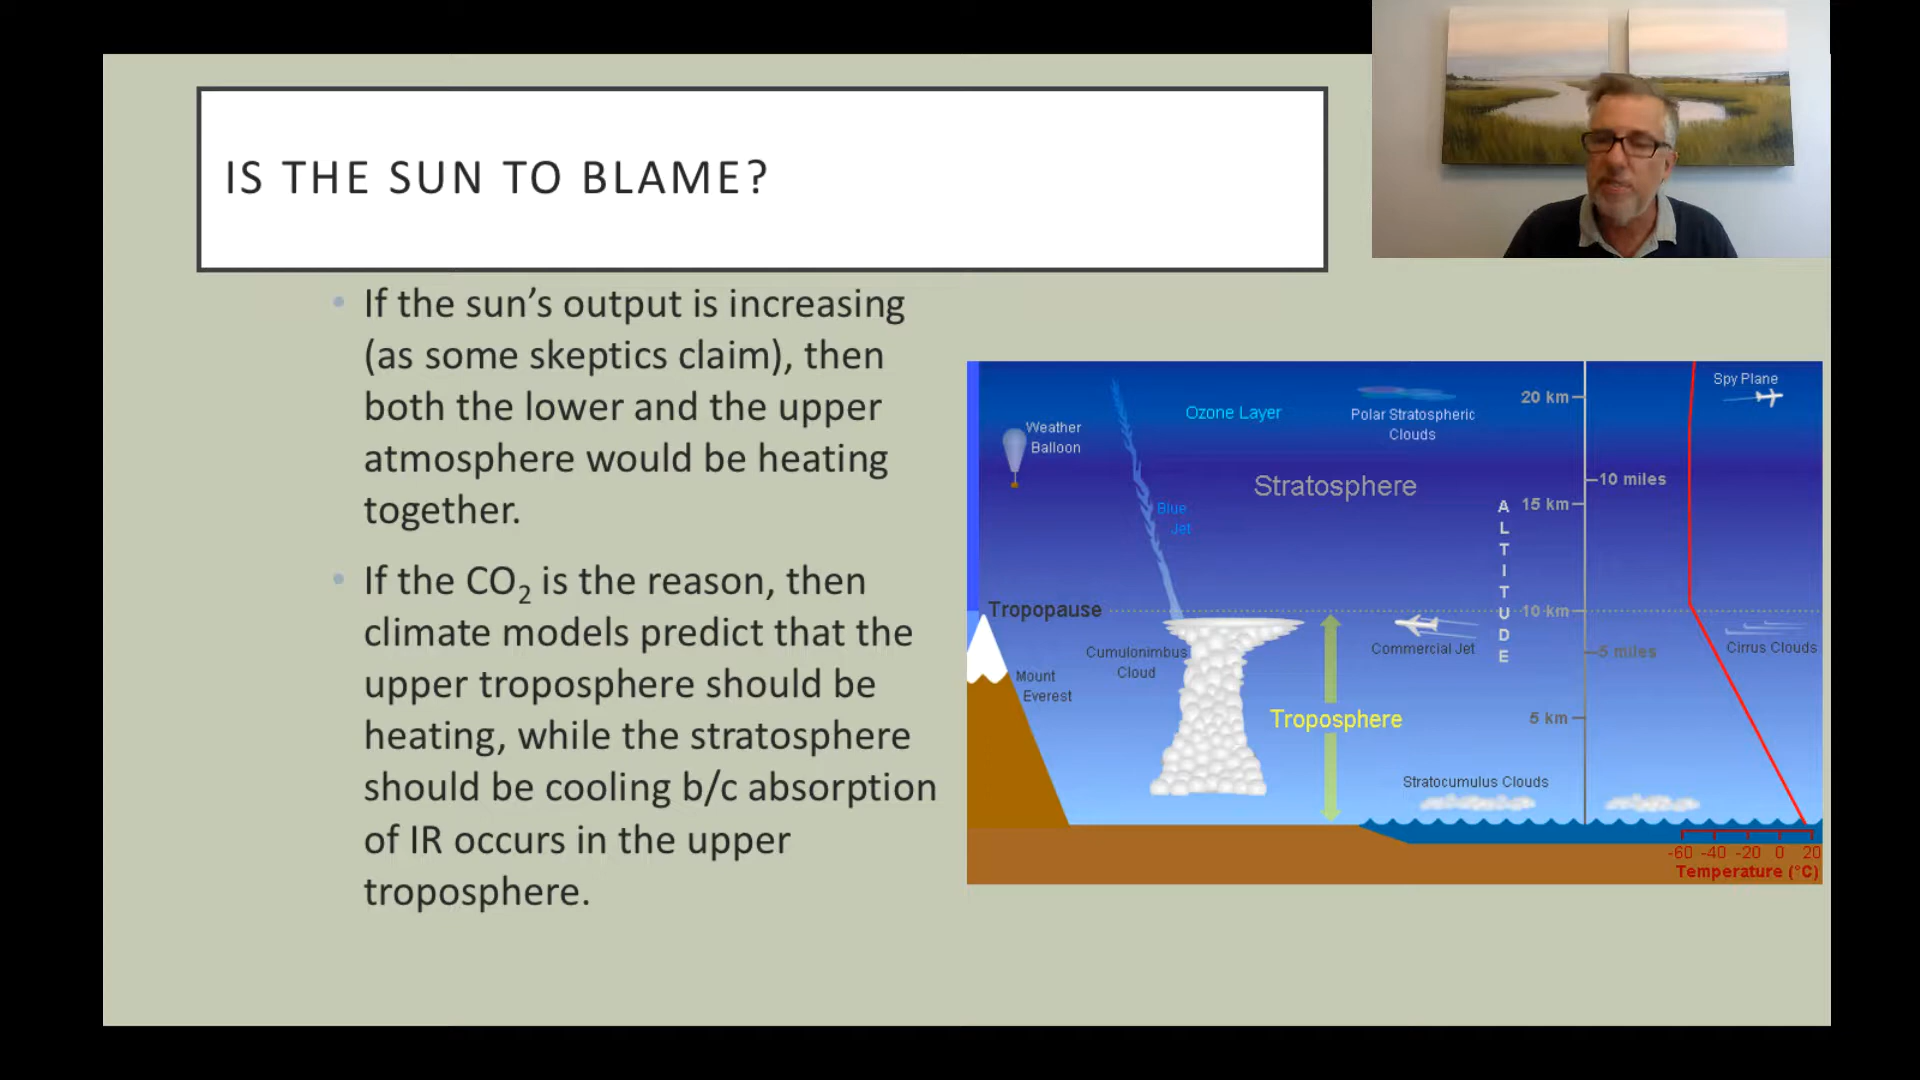 IS THE SUN TO BLAME?
If the sun’s output is increasing
(as some skeptics claim), then
both the lower and the upper
atmosphere would be heating
together.
If the CO₂ is the reason, then
climate models predict that the
upper troposphere should be
heating, while the stratosphere
should be cooling b/c absorption
of IR occurs in the upper
troposphere.
Spy Plane
20 km
Ozone Layer
Polar Stratospheric
Clouds
Weather
Balloon
Stratosphere
10 miles
15 km
Blue
Jet
ALTITUDE
Tropopause
10 km
Cumulonimbus
Cloud
Commercial Jet
5 miles
Cirrus Clouds
Mount
Everest
Troposphere
5 km
Stratocumulus Clouds
-60 -40 -20 0 20
Temperature (°C)